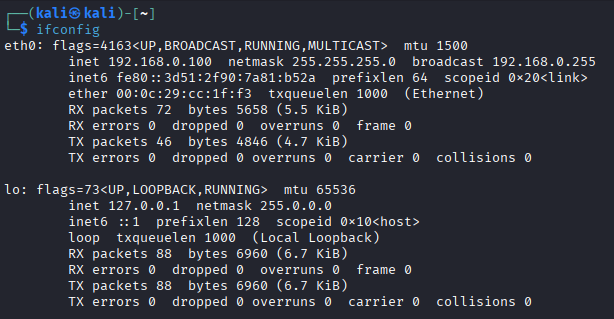 ┌──(kali㉿kali)-[~]
└─$ ifconfig
eth0: flags=4163<UP,BROADCAST,RUNNING,MULTICAST>  mtu 1500
        inet 192.168.0.100  netmask 255.255.255.0  broadcast 192.168.0.255
        inet6 fe80::3d51:2f90:7a81:b52a  prefixlen 64  scopeid 0×20<link>
        ether 00:0c:29:cc:1f:f3  txqueuelen 1000  (Ethernet)
        RX packets 72  bytes 5658 (5.5 KiB)
        RX errors 0  dropped 0  overruns 0  frame 0
        TX packets 46  bytes 4846 (4.7 KiB)
        TX errors 0  dropped 0 overruns 0  carrier 0  collisions 0

lo: flags=73<UP,LOOPBACK,RUNNING>  mtu 65536
        inet 127.0.0.1  netmask 255.0.0.0
        inet6 ::1  prefixlen 128  scopeid 0×10<host>
        loop  txqueuelen 1000  (Local Loopback)
        RX packets 88  bytes 6960 (6.7 KiB)
        RX errors 0  dropped 0  overruns 0  frame 0
        TX packets 88  bytes 6960 (6.7 KiB)
        TX errors 0  dropped 0 overruns 0  carrier 0  collisions 0